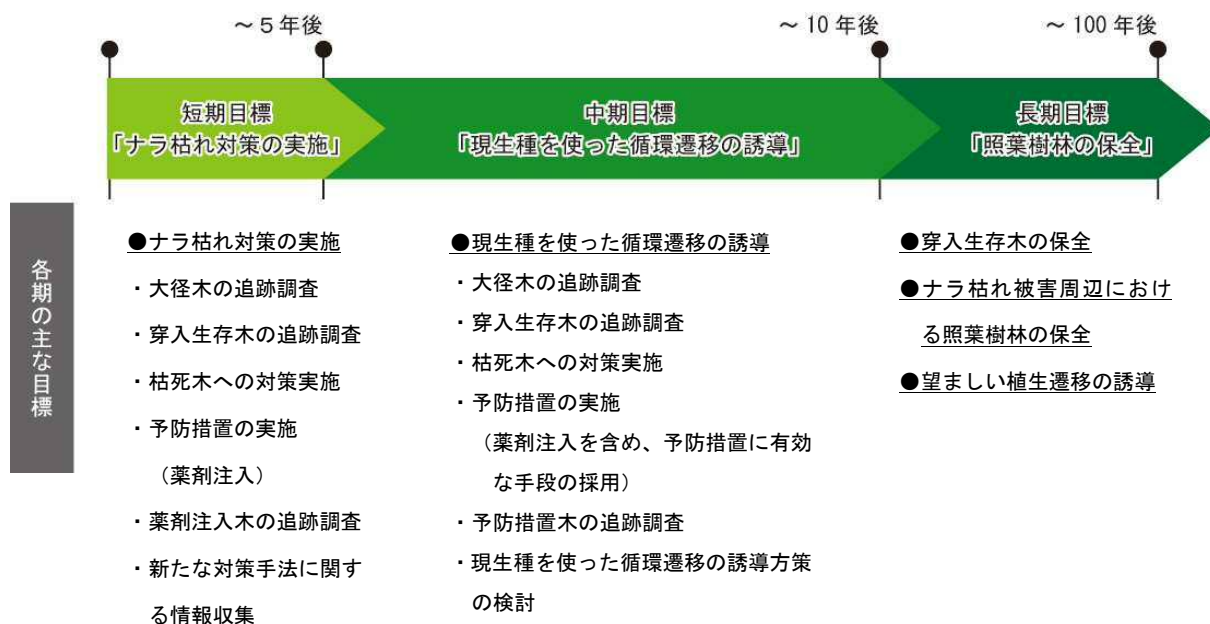 ～５年後
～10年後
～100年後
短期目標
「ナラ枯れ対策の実施」
中期目標
「現生種を使った循環遷移の誘導」
長期目標
「照葉樹林の保全」
各期の主な目標
●ナラ枯れ対策の実施
・大径木の追跡調査
・穿入生存木の追跡調査
・枯死木への対策実施
・予防措置の実施
（薬剤注入）
・薬剤注入木の追跡調査
・新たな対策手法に関す
る情報収集
●現生種を使った循環遷移の誘導
・大径木の追跡調査
・穿入生存木の追跡調査
・枯死木への対策実施
・予防措置の実施
（薬剤注入を含め、予防措置に有効
な手段の採用）
・予防措置木の追跡調査
・現生種を使った循環遷移の誘導方策
の検討
●穿入生存木の保全
●ナラ枯れ被害周辺におけ
る照葉樹林の保全
●望ましい植生遷移の誘導